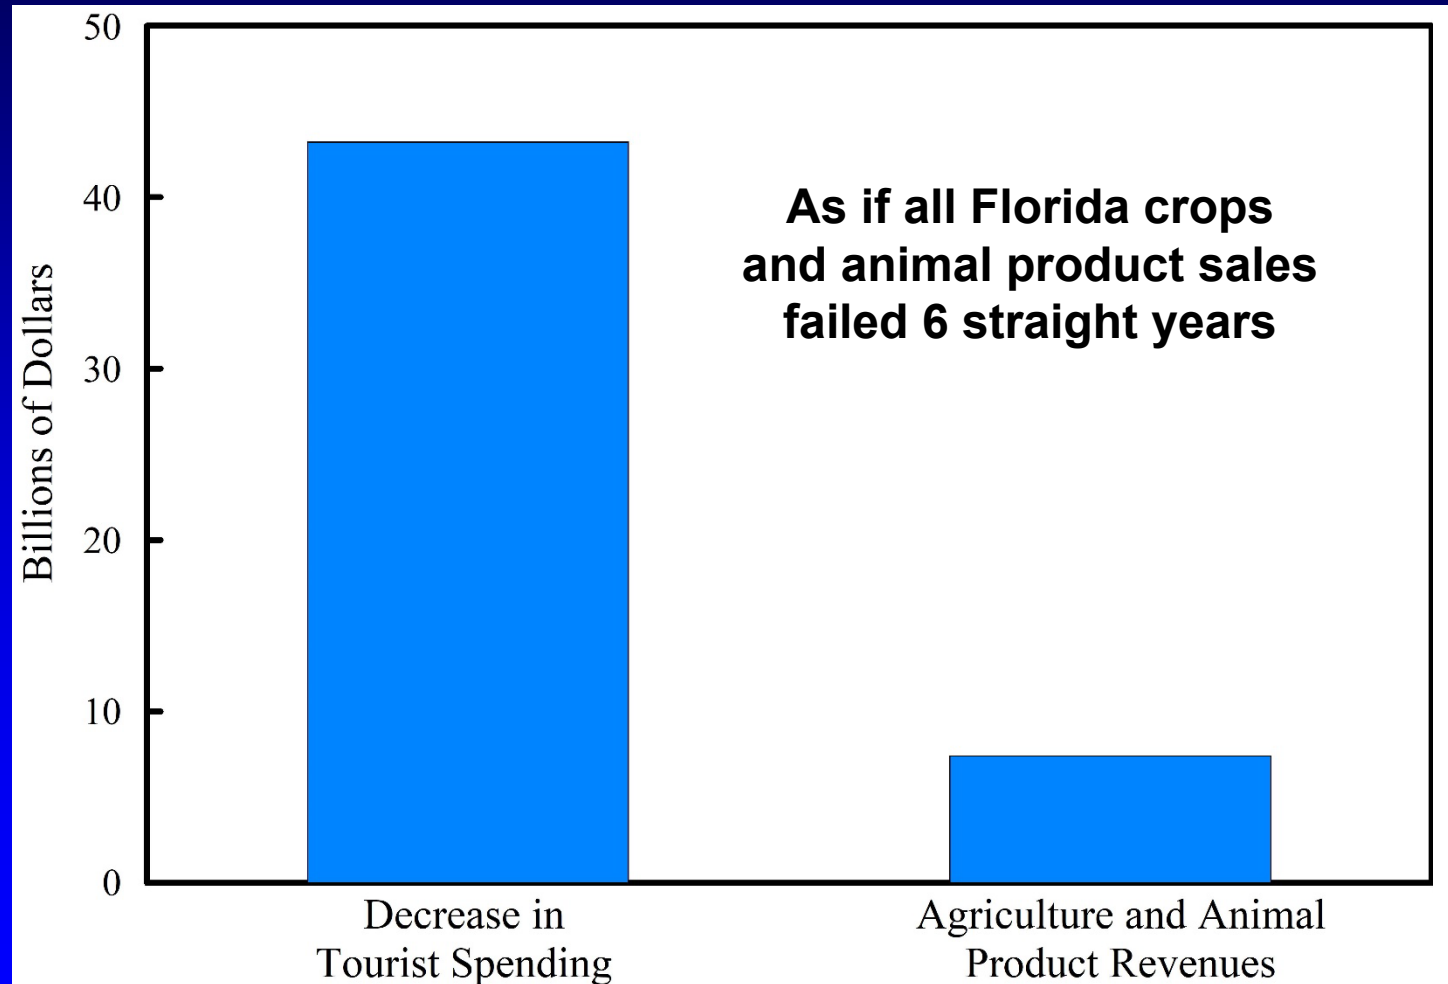 50
40
30
20
10
0
Billions of Dollars
As if all Florida crops
and animal product sales
failed 6 straight years
Decrease in
Tourist Spending
Agriculture and Animal
Product Revenues